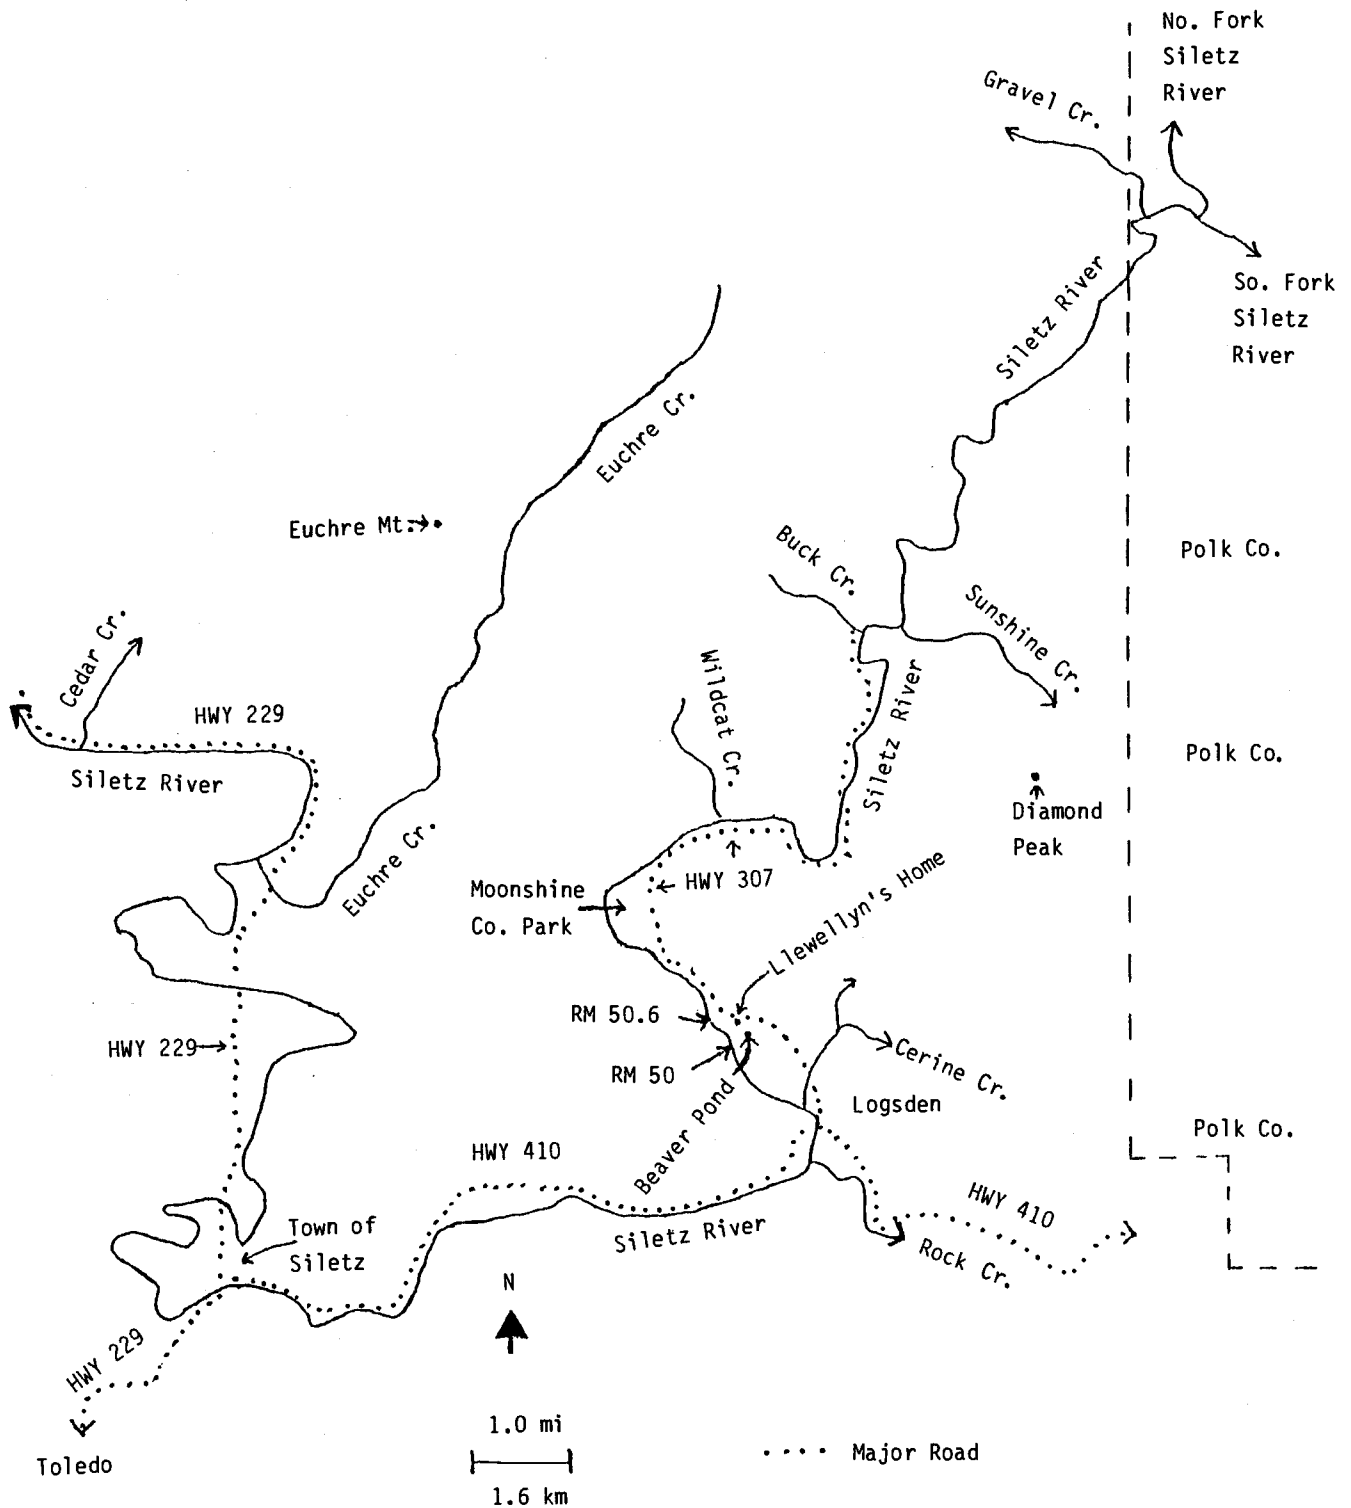 No. Fork
Siletz
River
Gravel Cr.
So. Fork
Siletz
River
Siletz River
Euchre Cr.
Euchre Mt.
Buck Cr.
Polk Co.
Sunshine Cr.
Cedar Cr.
Wildcat Cr.
HWY 229
Siletz River
Siletz River
Polk Co.
Diamond
Peak
Euchre Cr.
HWY 307
Moonshine
Co. Park
Llewellyn's Home
RM 50.6
HWY 229
RM 50
Cerine Cr.
Logsden
Beaver Pond
Polk Co.
HWY 410
HWY 410
Town of
Siletz
Siletz River
Rock Cr.
N
HWY 229
1.0 mi
1.6 km
Major Road
Toledo